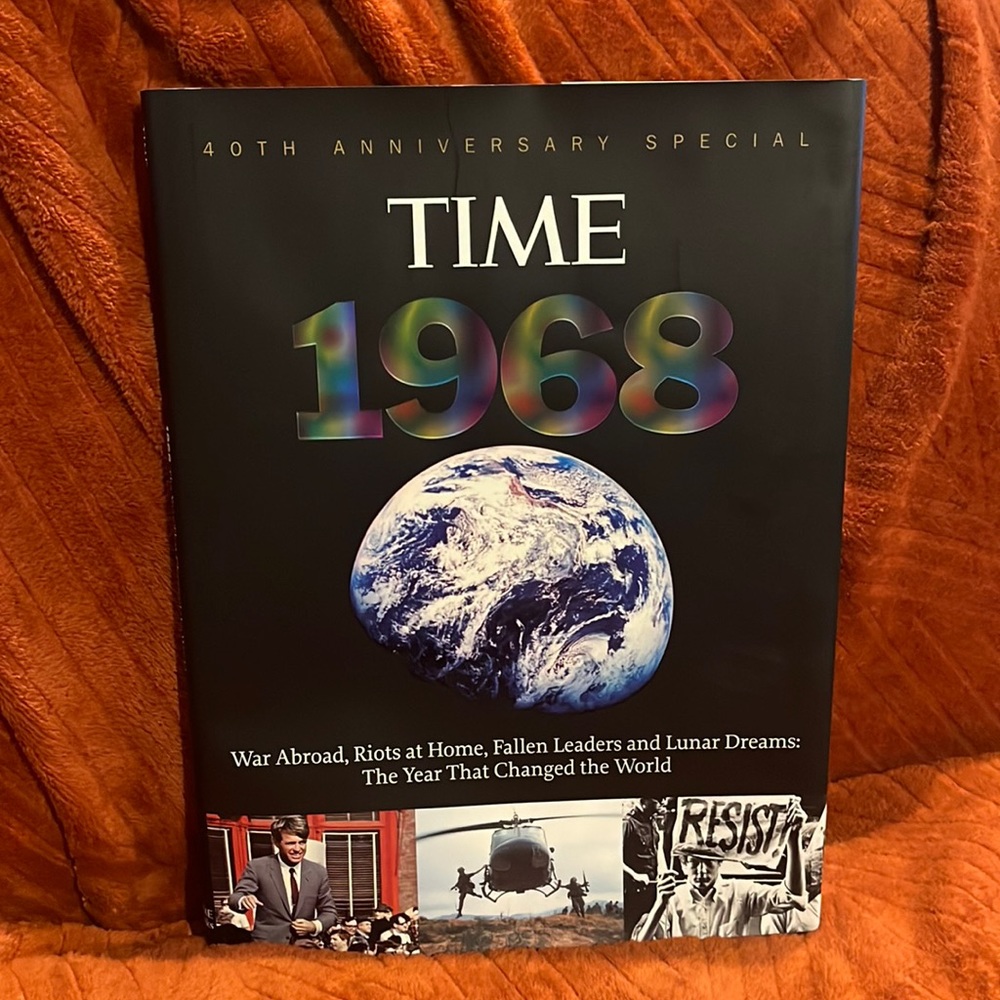 40TH ANNIVERSARY SPECIAL
TIME
1968
War Abroad, Riots at Home, Fallen Leaders and Lunar Dreams:
The Year That Changed the World
RESIST